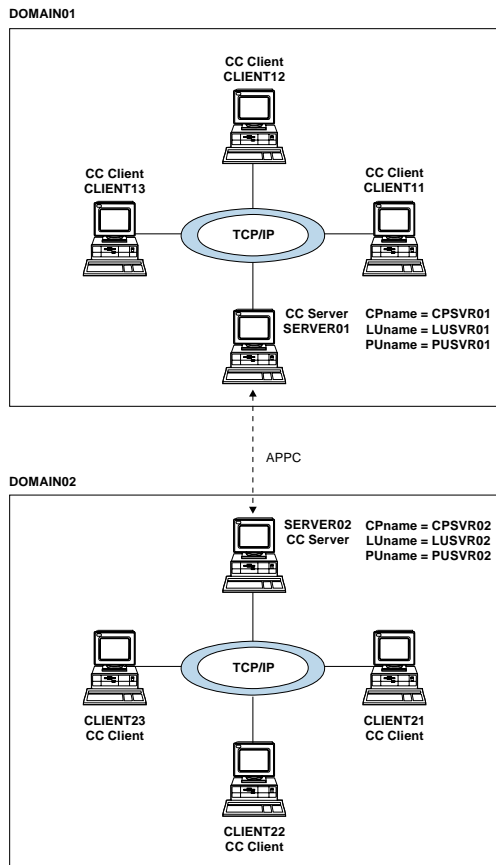 DOMAIN01
CC Client
CLIENT12
CC Client
CLIENT13
CC Client
CLIENT11
TCP/IP
CC Server
SERVER01
CPname = CPSVR01
LUname = LUSVR01
PUname = PUSVR01
APPC
DOMAIN02
SERVER02
CC Server
CPname = CPSVR02
LUname = LUSVR02
PUname = PUSVR02
TCP/IP
CLIENT23
CC Client
CLIENT21
CC Client
CLIENT22
CC Client